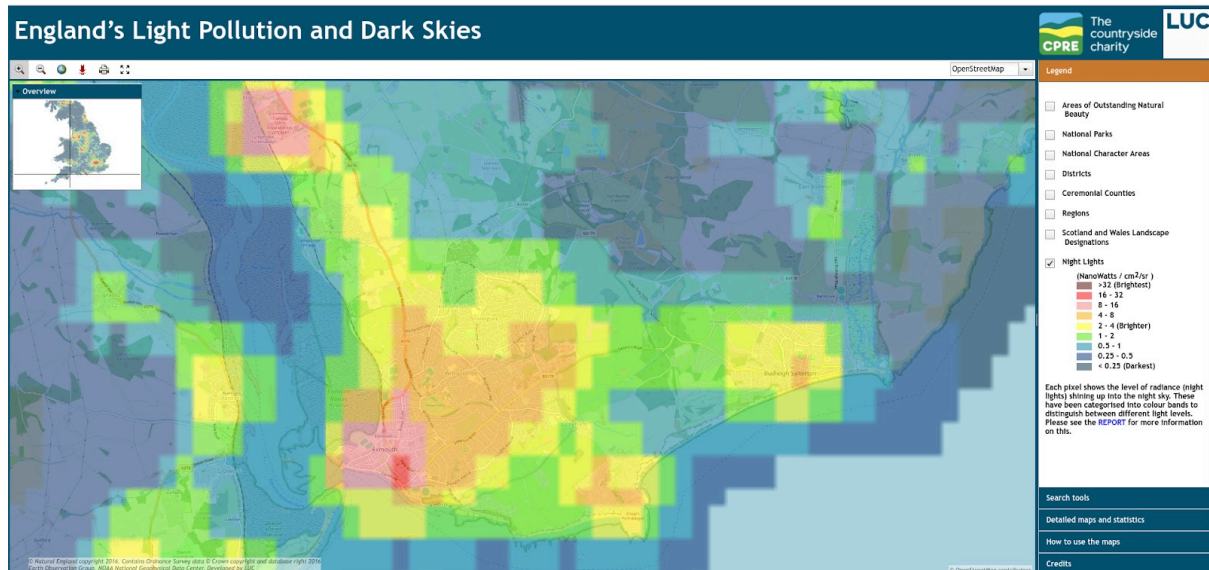 England's Light Pollution and Dark Skies
CPRE
The
countryside
charity
LUC
OpenStreetMap
Overview
Legend
Areas of Outstanding Natural
Beauty
National Parks
National Character Areas
Districts
Ceremonial Counties
Regions
Scotland and Wales Landscape
Designations
Night Lights
(NanoWatts / cm2/sr )
>32 (Brightest)
16 - 32
8 - 16
4 - 8
2 - 4 (Brighter)
1 - 2
0.5 - 1
0.25 - 0.5
< 0.25 (Darkest)
Each pixel shows the level of radiance (night
lights) shining up into the night sky. These
have been categorised into colour bands to
distinguish between different light levels.
Please see the REPORT for more information
on this.
Exmouth
Budleigh Salterton
Search tools
Detailed maps and statistics
How to use the maps
Credits
© Natural England copyright 2016. Contains Ordnance Survey data © Crown copyright and database right 2016
Earth Observation Group, NOAA National Geophysical Data Center. Developed by LUC